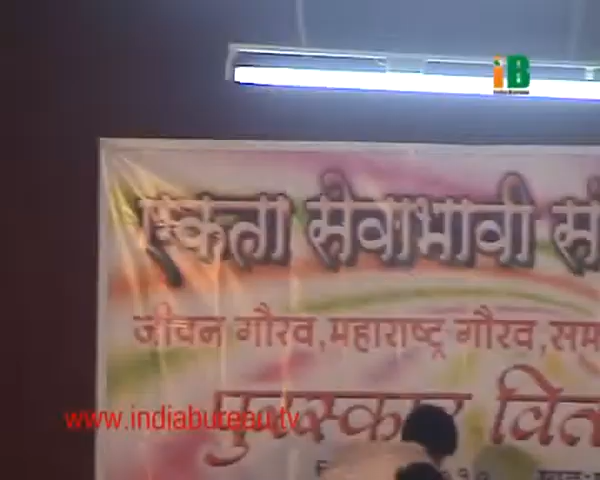 iB
एकता सेवाभावी सं
जीवन गौरव,महाराष्ट्र गौरव,सम
पुरस्कार वित
www.indiabureau.tv